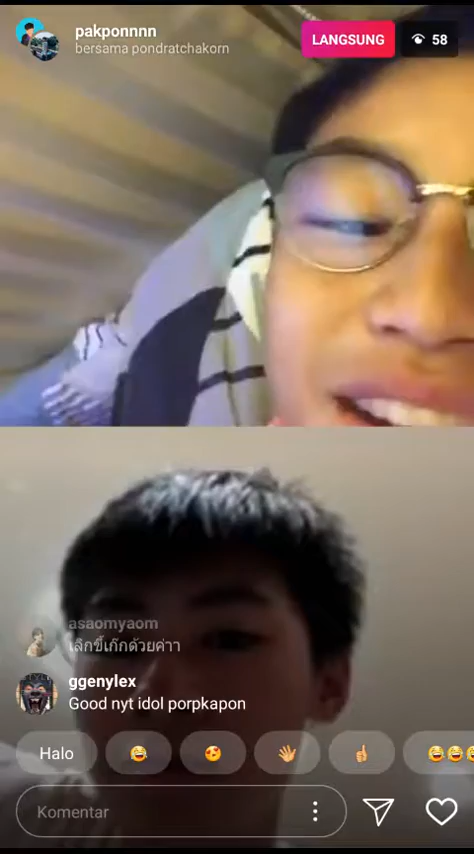 pakponnnn
bersama pondratchakorn
LANGSUNG
58
asaomyaom
เลิกขี้เก๊กด้วยค่าา
ggenylex
Good nyt idol porpkapon
Halo
Komentar